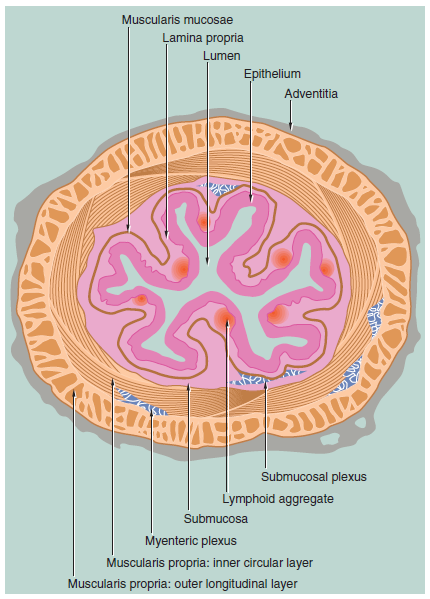 Muscularis mucosae
Lamina propria
Lumen
Epithelium
Adventitia
Submucosal plexus
Lymphoid aggregate
Submucosa
Myenteric plexus
Muscularis propria: inner circular layer
Muscularis propria: outer longitudinal layer